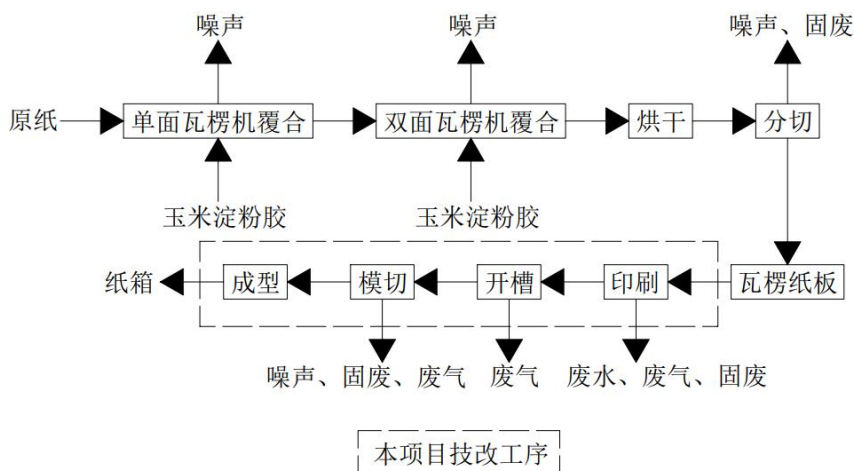 噪声
噪声
噪声、固废
原纸
单面瓦楞机覆合
双面瓦楞机覆合
烘干
分切
玉米淀粉胶
玉米淀粉胶
纸箱
成型
模切
开槽
印刷
瓦楞纸板
噪声、固废、废气
废气
废水、废气、固废
本项目技改工序